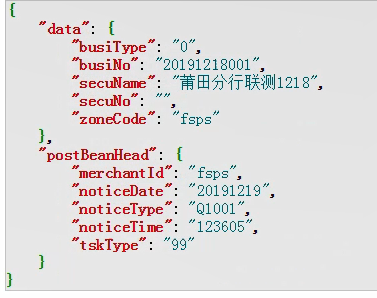 {
"data": {
"busiType": "0",
"busiNo": "20191218001",
"secuName": "莆田分行联测1218",
"secuNo": "",
"zoneCode": "fsps"
},
"postBeanHead": {
"merchantId": "fsps",
"noticeDate": "20191219",
"noticeType": "Q1001",
"noticeTime": "123605",
"tskType": "99"
}
}